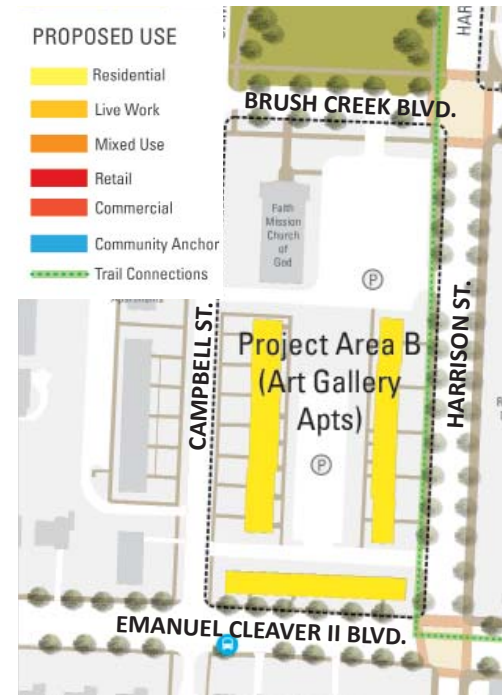 PROPOSED USE
Residential
Live Work
Mixed Use
Retail
Commercial
Community Anchor
Trail Connections
BRUSH CREEK BLVD.
Faith
Mission
Church
of
God
P
CAMPBELL ST.
Project Area B
(Art Gallery
Apts)
HARRISON ST.
P
EMANUEL CLEAVER II BLVD.